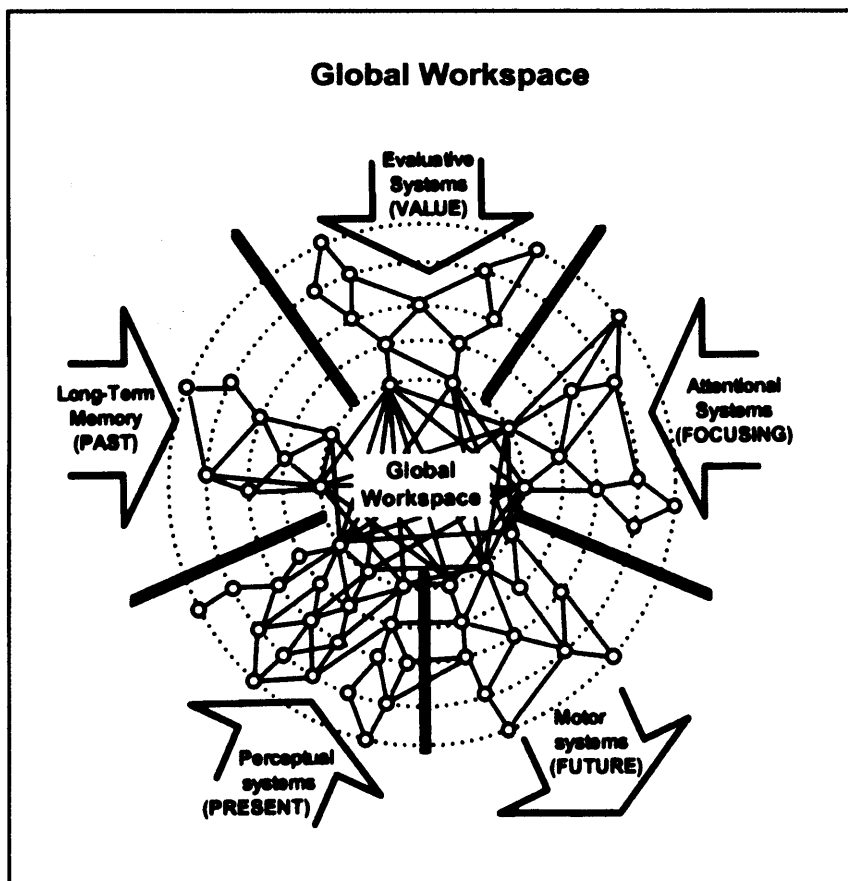 Global Workspace
Evaluative
Systems
(VALUE)
Long-Term
Memory
(PAST)
Attentional
Systems
(FOCUSING)
Global
Workspace
Perceptual
systems
(PRESENT)
Motor
systems
(FUTURE)